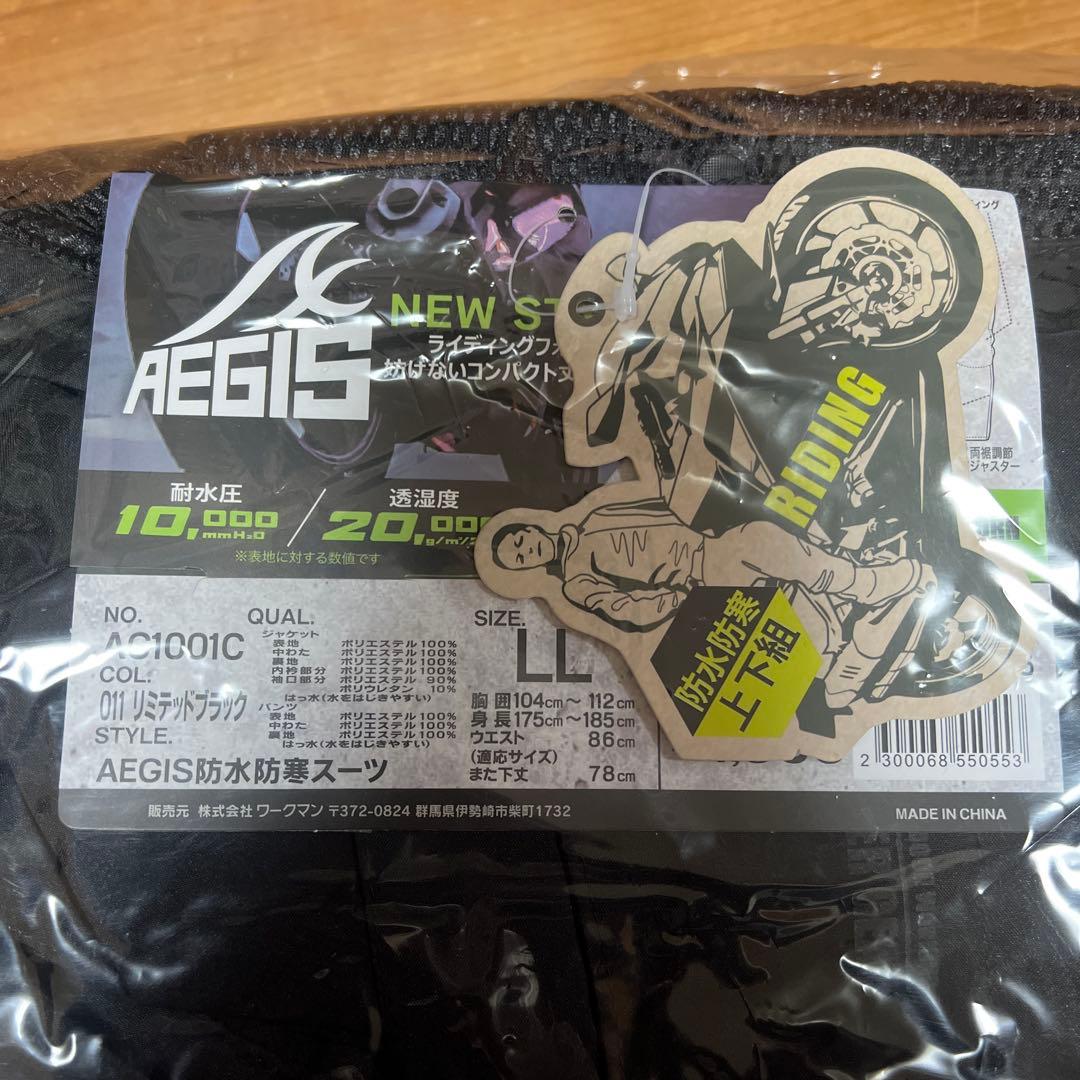 AEGIS
NEW ST
ライディングフォ
妨げないコンパクト丈
耐水圧
10,000
mmH₂O
/
透湿度
20,000
g/m²/2
※表地に対する数値です
RIDING
防水防寒
上下組
両裾調節
ジャスター
NO.
AC1001C
COL.
011 リミテッドブラック
STYLE.
AEGIS防水防寒スーツ
QUAL.
ジャケット
表地 ポリエステル100%
中わた ポリエステル100%
裏地 ポリエステル100%
内衿部分 ポリエステル100%
袖口部分 ポリエステル 90%
ポリウレタン 10%
はっ水(水をはじきやすい)
パンツ
表地 ポリエステル100%
中わた ポリエステル100%
裏地 ポリエステル100%
はっ水(水をはじきやすい)
SIZE.
LL
胸囲104cm〜112cm
身長175cm〜185cm
ウエスト 86cm
(適応サイズ)
また下丈 78cm
2 300068 550553
販売元 株式会社 ワークマン 〒372-0824 群馬県伊勢崎市柴町1732
MADE IN CHINA